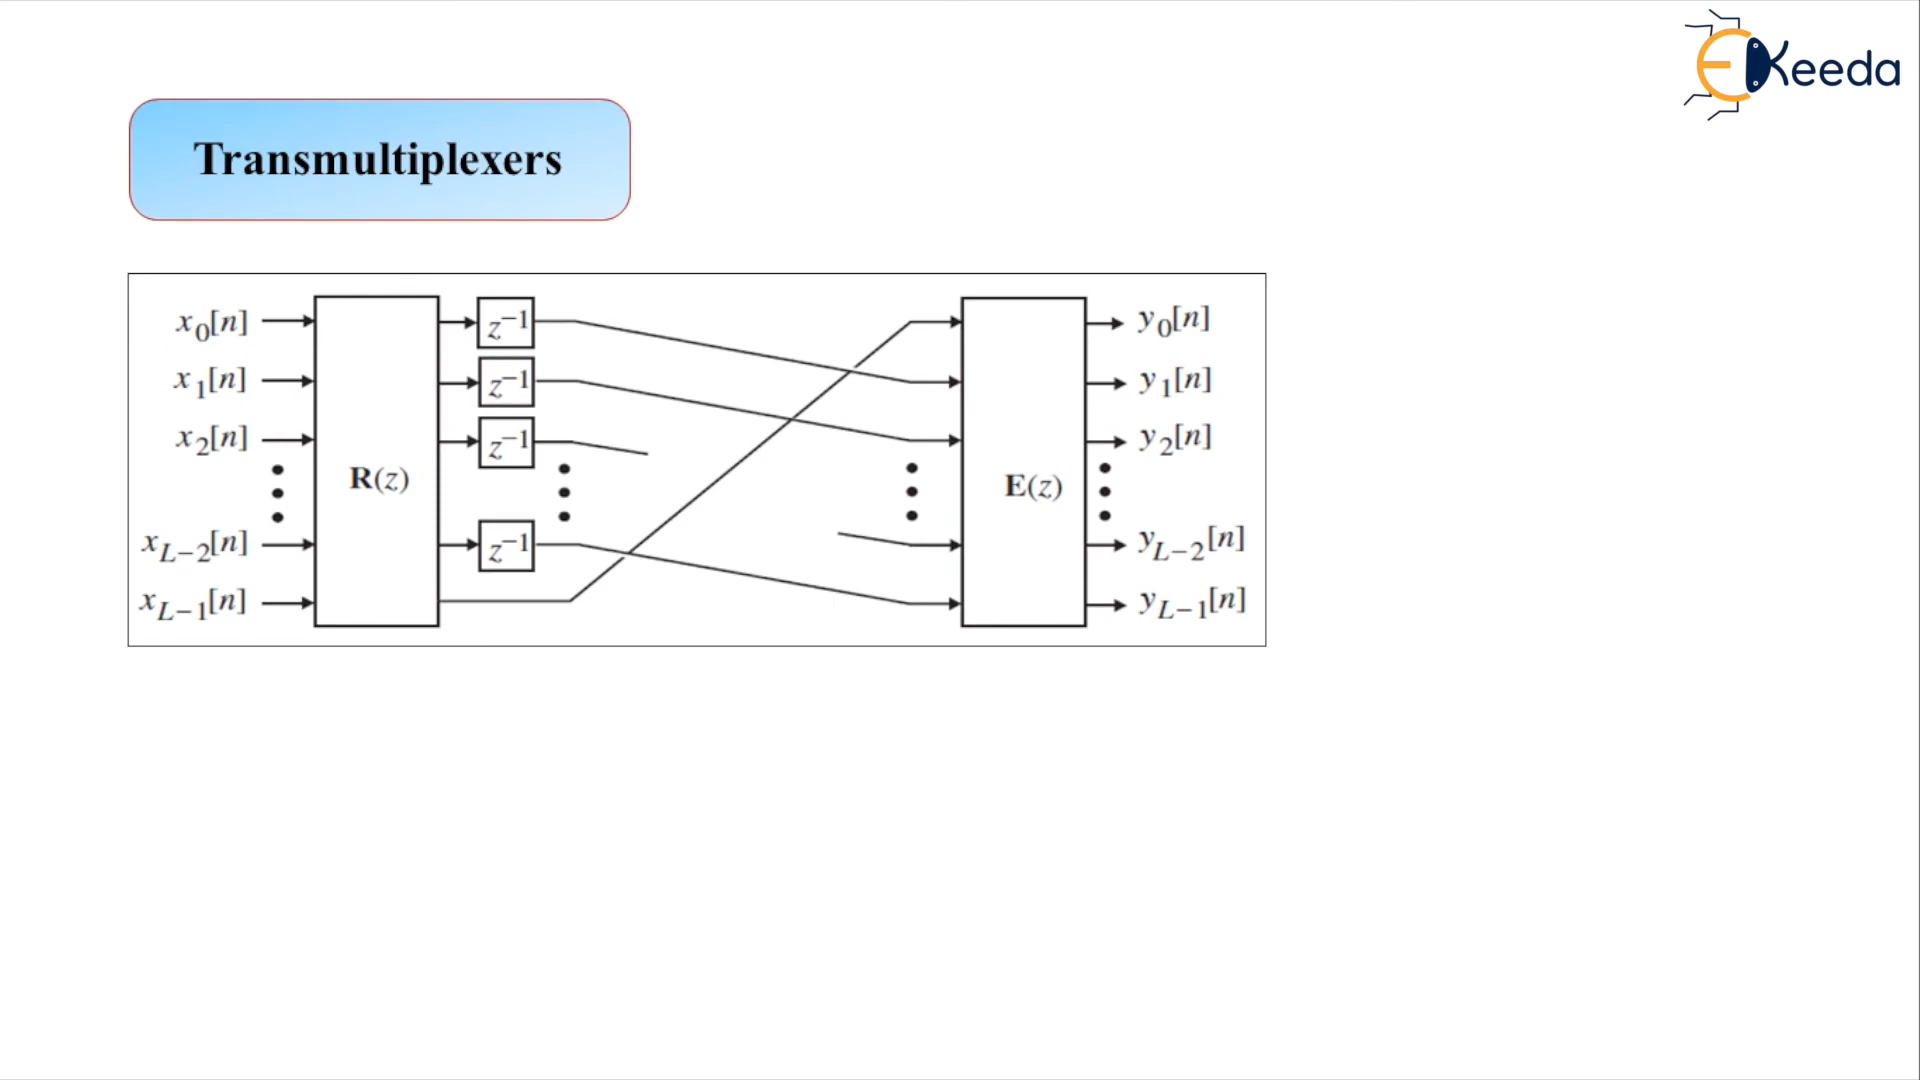 EKeeda
Transmultiplexers
x₀[n] z⁻¹ y₀[n]
x₁[n] z⁻¹ y₁[n]
x₂[n] z⁻¹ y₂[n]
R(z) E(z)
x_{L−2}[n] z⁻¹ y_{L−2}[n]
x_{L−1}[n] y_{L−1}[n]